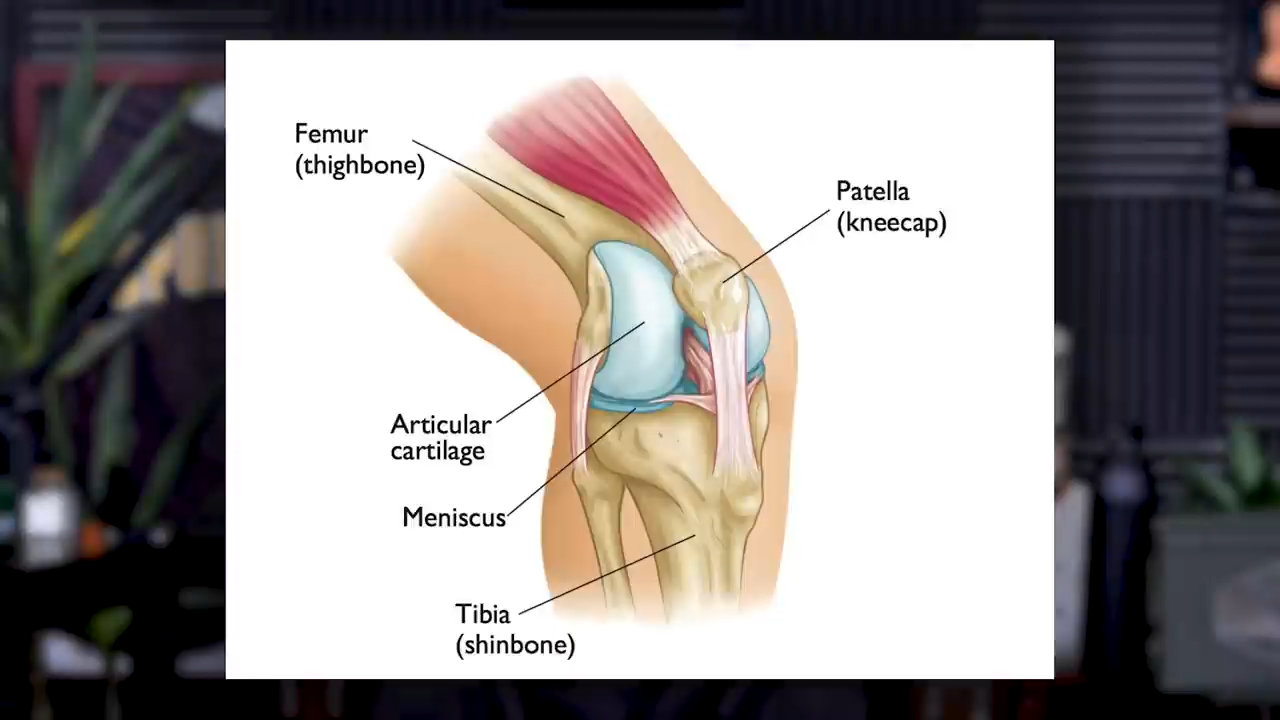 Femur
(thighbone)
Patella
(kneecap)
Articular
cartilage
Meniscus
Tibia
(shinbone)